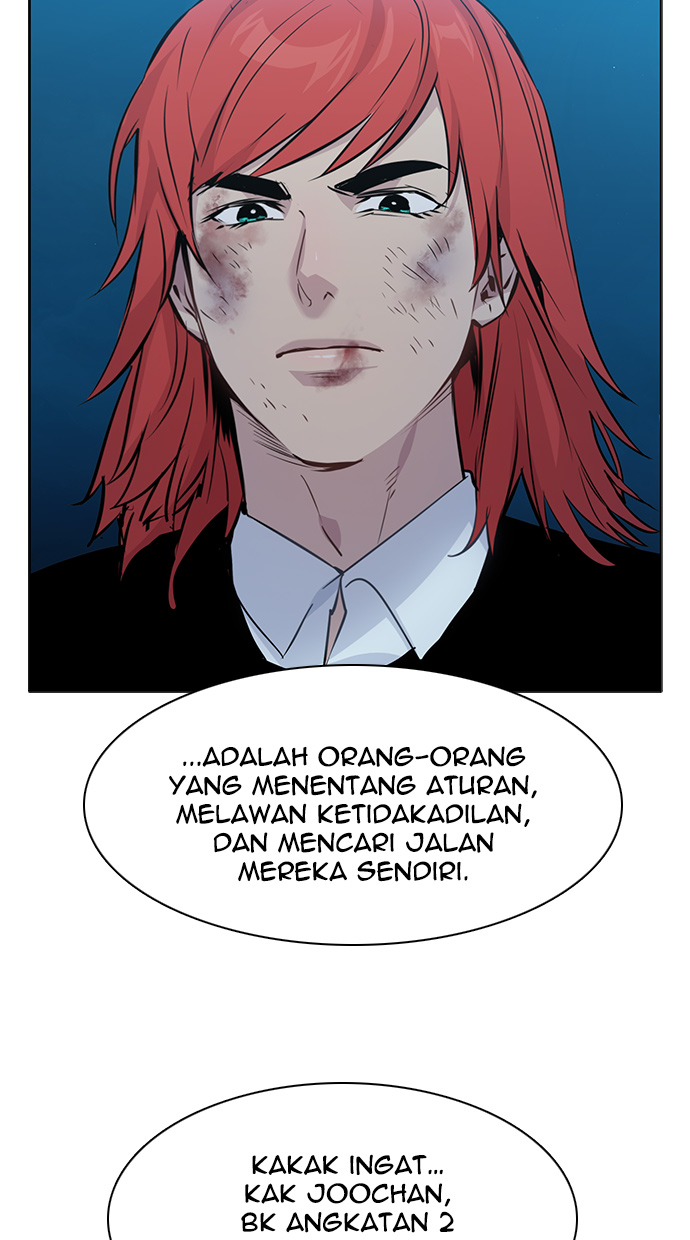 ...ADALAH ORANG-ORANG
YANG MENENTANG ATURAN,
MELAWAN KETIDAKADILAN,
DAN MENCARI JALAN
MEREKA SENDIRI.
KAKAK INGAT...
KAK JOOCHAN,
BK ANGKATAN 2